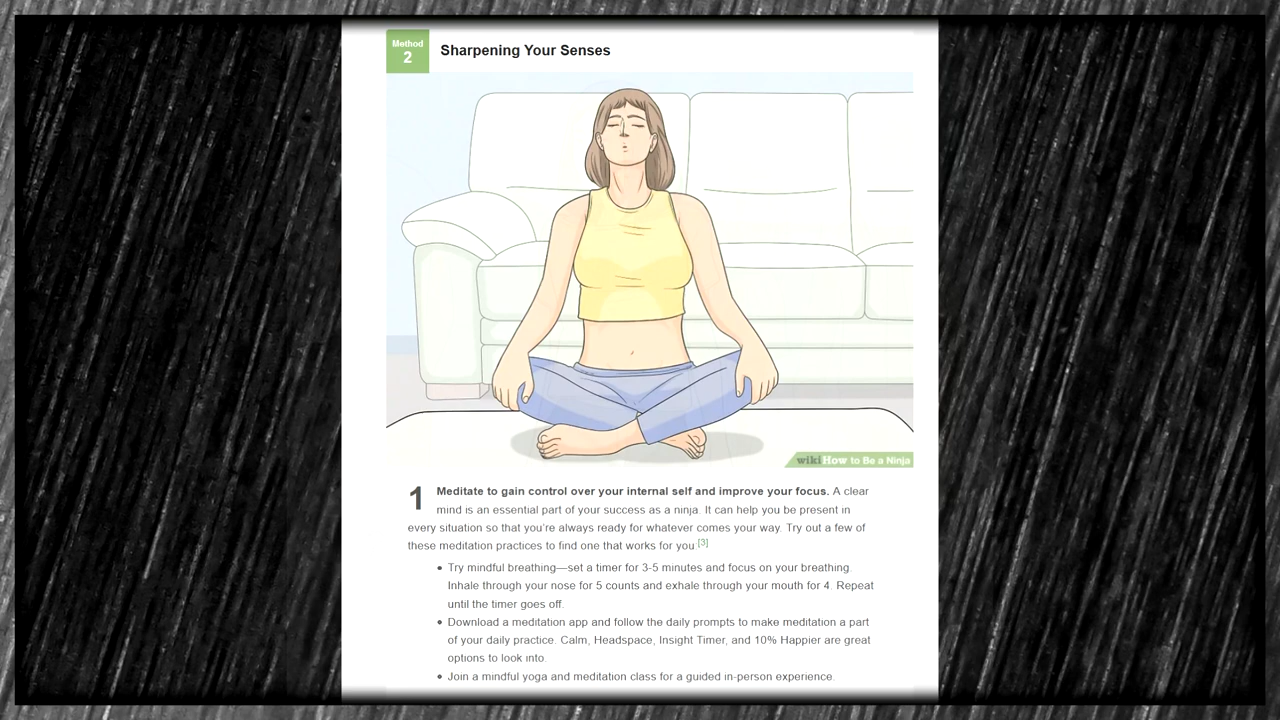 Method
2
Sharpening Your Senses
wikiHow to Be a Ninja
1
Meditate to gain control over your internal self and improve your focus. A clear
mind is an essential part of your success as a ninja. It can help you be present in
every situation so that you're always ready for whatever comes your way. Try out a few of
these meditation practices to find one that works for you.[3]
• Try mindful breathing—set a timer for 3-5 minutes and focus on your breathing.
Inhale through your nose for 5 counts and exhale through your mouth for 4. Repeat
until the timer goes off.
• Download a meditation app and follow the daily prompts to make meditation a part
of your daily practice. Calm, Headspace, Insight Timer, and 10% Happier are great
options to look into.
• Join a mindful yoga and meditation class for a guided in-person experience.